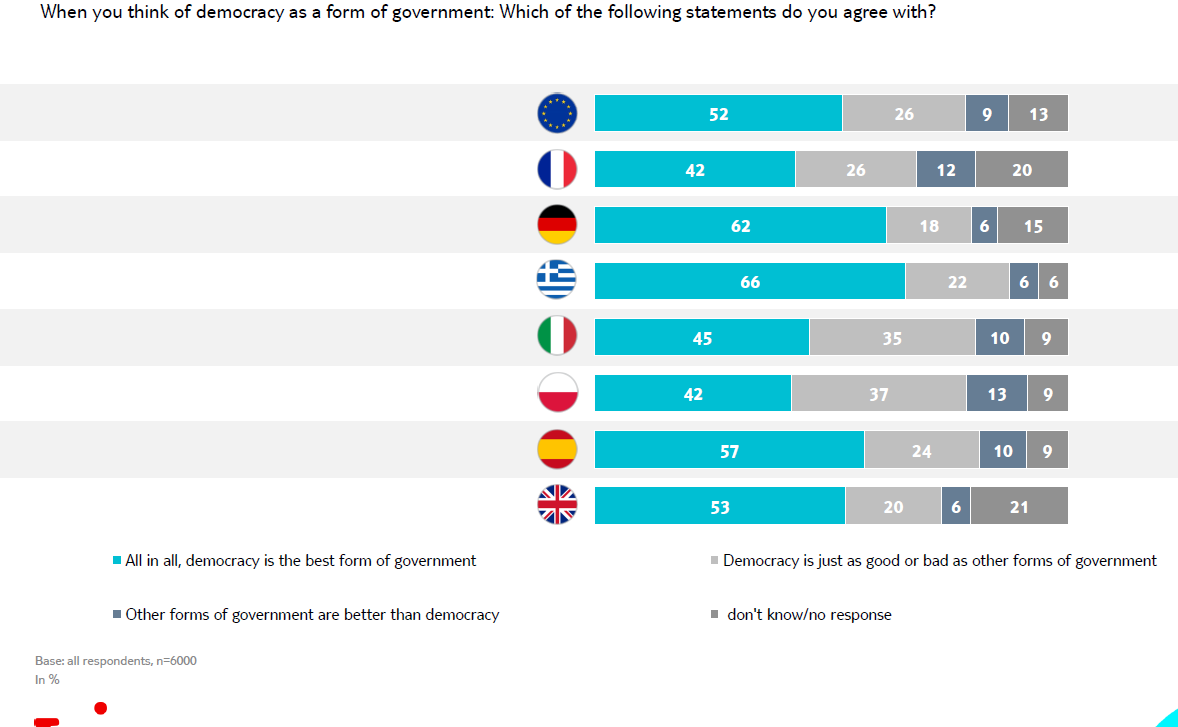 When you think of democracy as a form of government: Which of the following statements do you agree with?
52 26 9 13
42 26 12 20
62 18 6 15
66 22 6 6
45 35 10 9
42 37 13 9
57 24 10 9
53 20 6 21
All in all, democracy is the best form of government
Democracy is just as good or bad as other forms of government
Other forms of government are better than democracy
don't know/no response
Base: all respondents, n=6000
In %